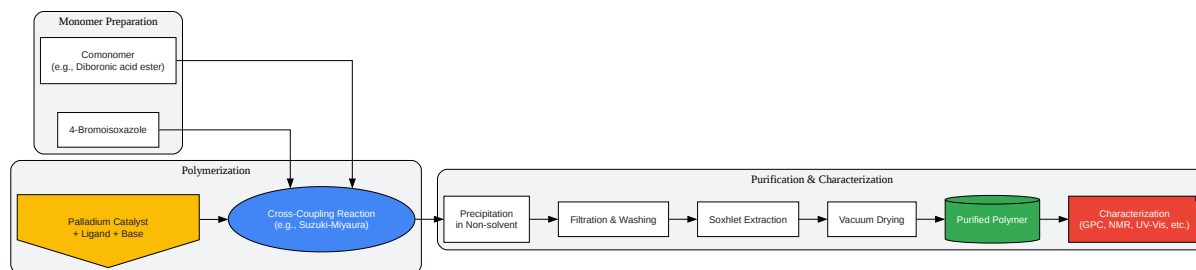 Monomer Preparation
Comonomer
(e.g., Diboronic acid ester)
4-Bromoisoxazole
Polymerization
Palladium Catalyst
+ Ligand + Base
Cross-Coupling Reaction
(e.g., Suzuki-Miyaura)
Purification & Characterization
Precipitation
in Non-solvent
Filtration & Washing
Soxhlet Extraction
Vacuum Drying
Purified Polymer
Characterization
(GPC, NMR, UV-Vis, etc.)